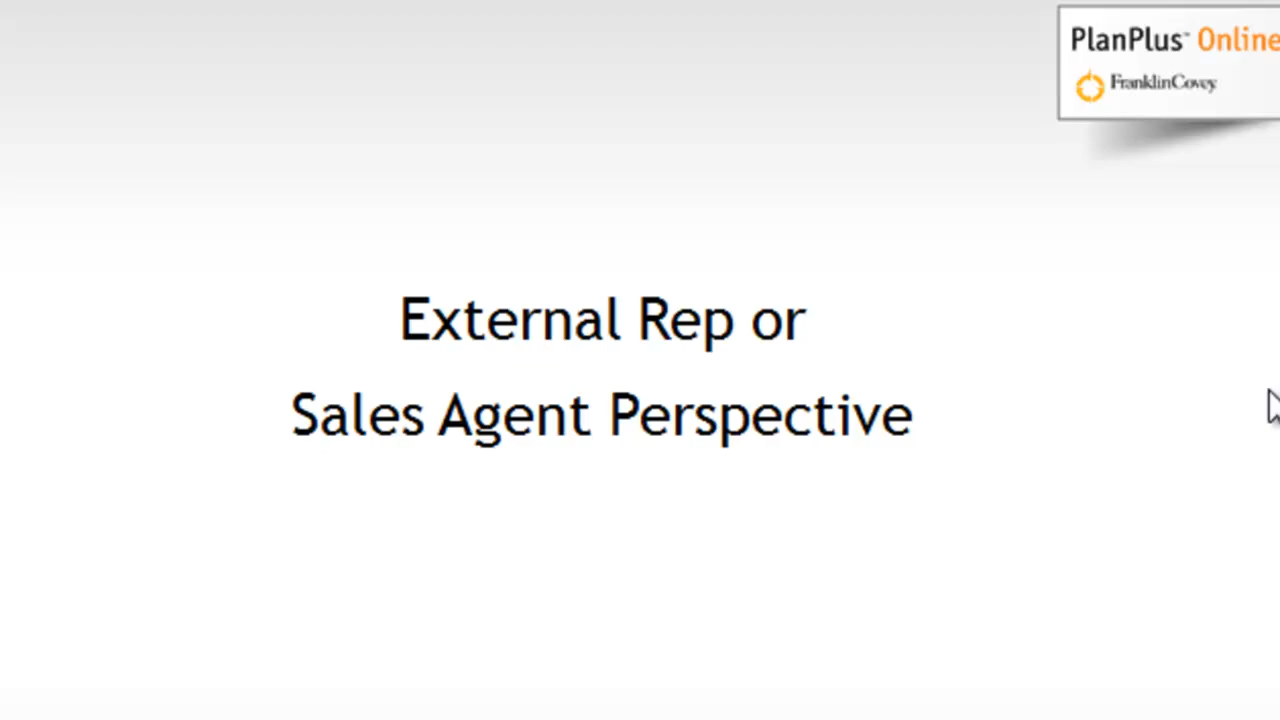 PlanPlus™ Online
FranklinCovey
External Rep or
Sales Agent Perspective